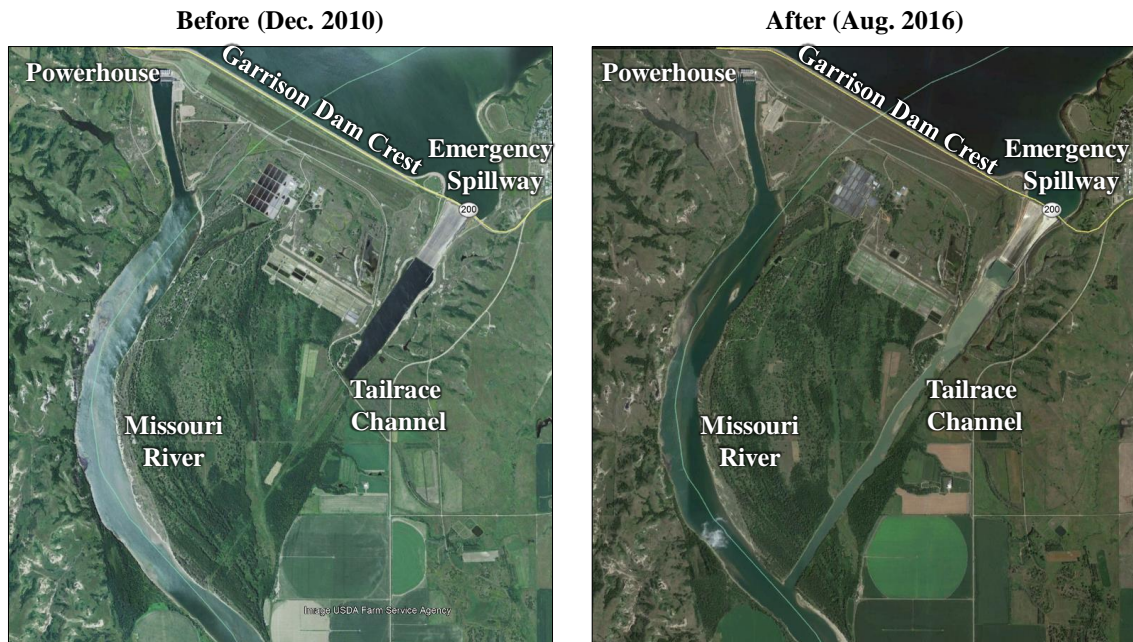 Before (Dec. 2010)
Powerhouse
Garrison Dam Crest
Emergency
Spillway
200
Tailrace
Channel
Missouri
River
Image USDA Farm Service Agency
After (Aug. 2016)
Powerhouse
Garrison Dam Crest
Emergency
Spillway
200
Tailrace
Channel
Missouri
River